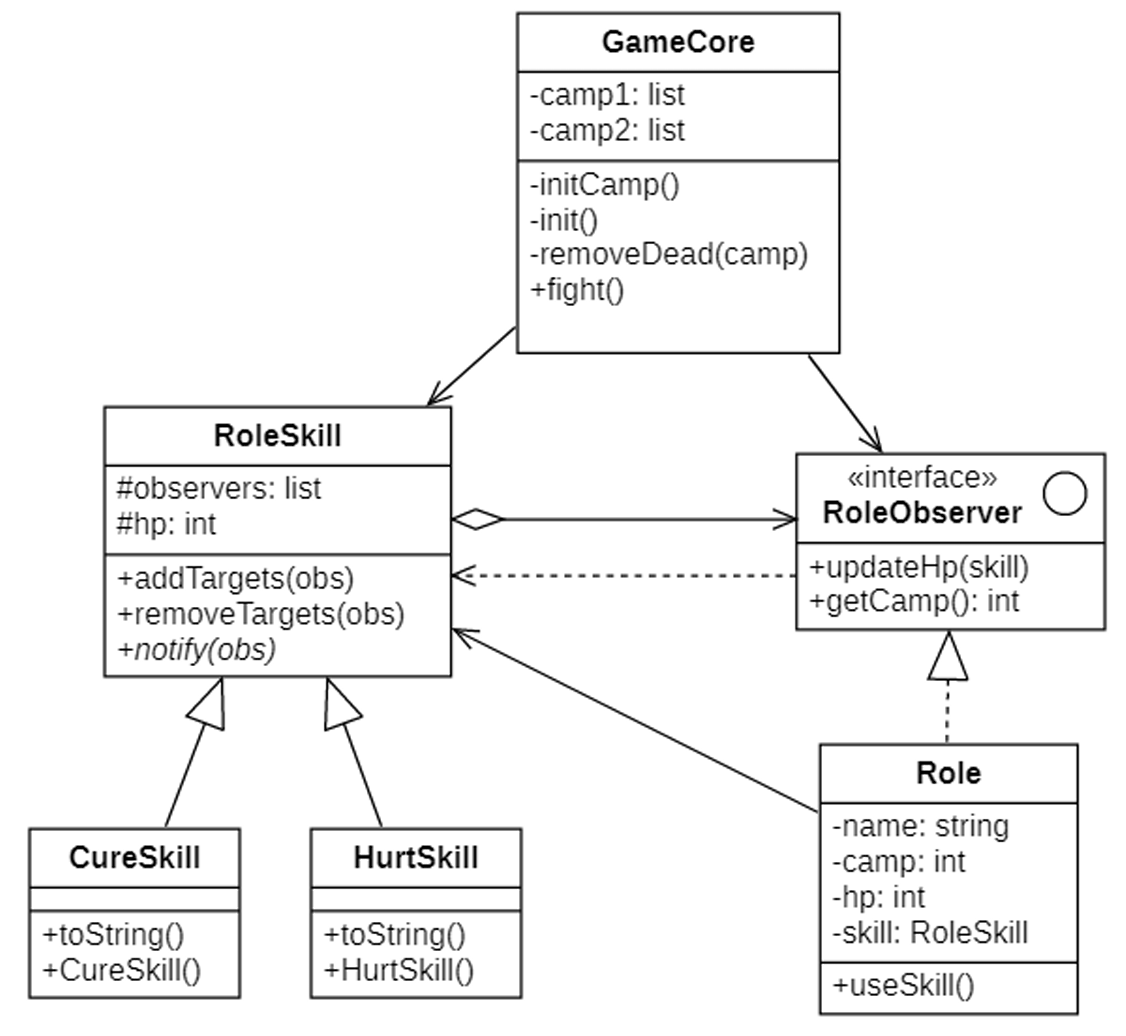 GameCore
-camp1: list
-camp2: list
-initCamp()
-init()
-removeDead(camp)
+fight()
RoleSkill
#observers: list
#hp: int
+addTargets(obs)
+removeTargets(obs)
+notify(obs)
«interface»
RoleObserver
+updateHp(skill)
+getCamp(): int
CureSkill
+toString()
+CureSkill()
HurtSkill
+toString()
+HurtSkill()
Role
-name: string
-camp: int
-hp: int
-skill: RoleSkill
+useSkill()